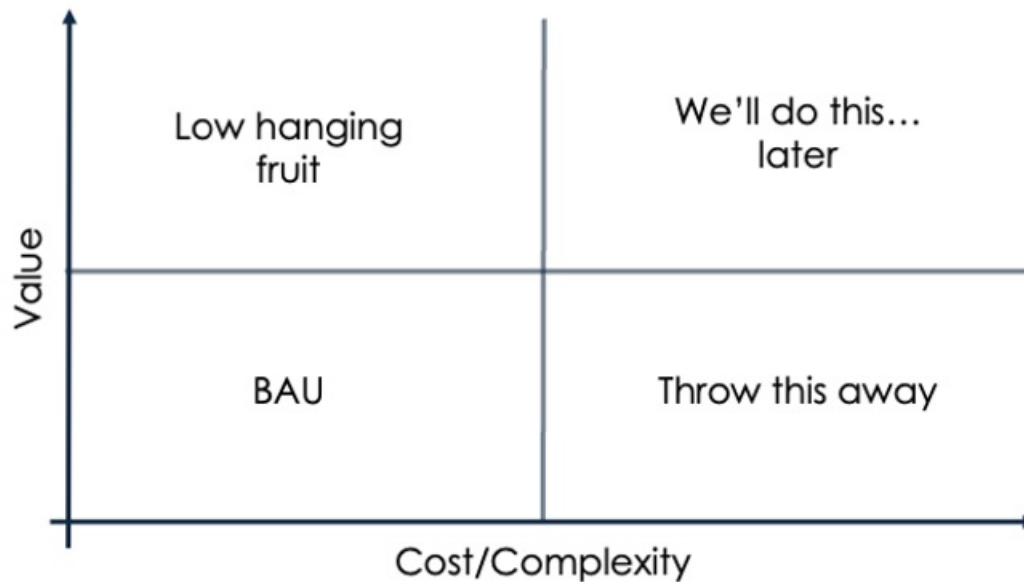 Low hanging
fruit
We’ll do this…
later
Value
BAU
Throw this away
Cost/Complexity